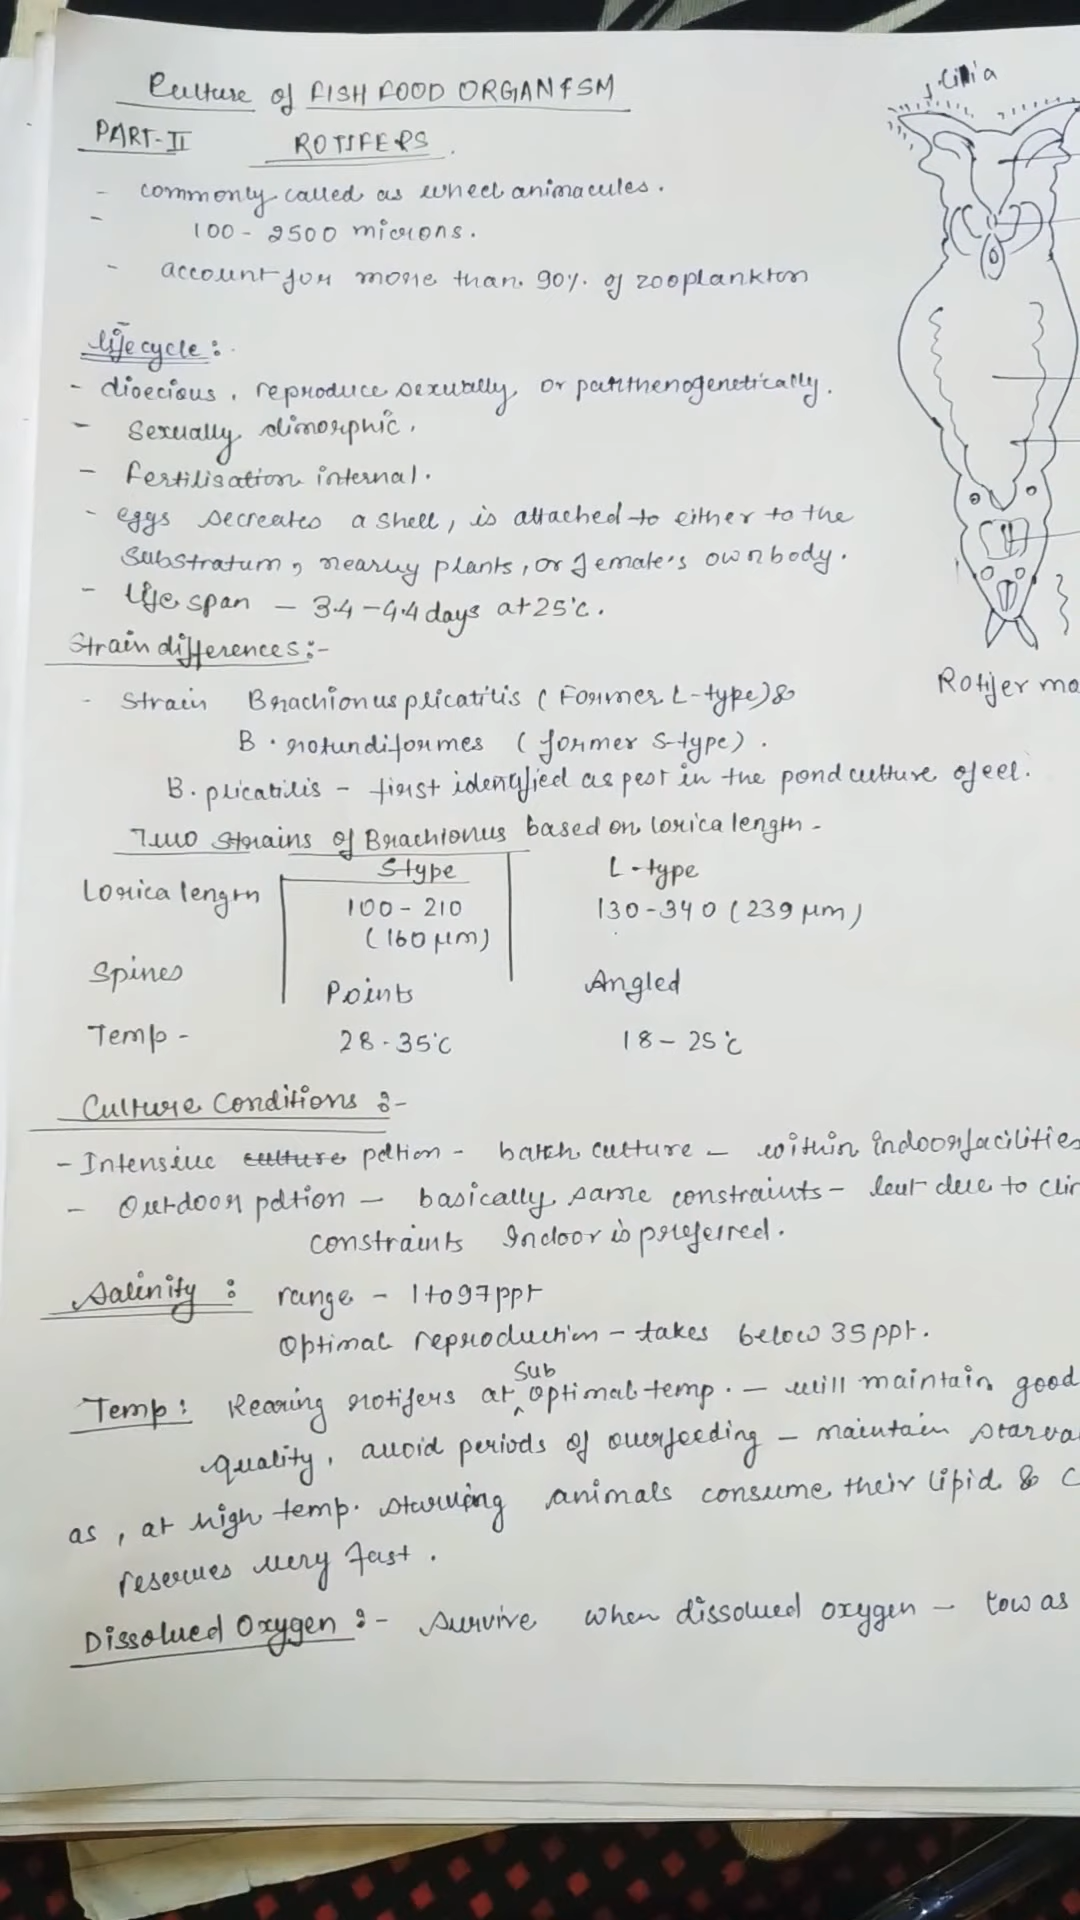 Culture of FISH FOOD ORGANISM
PART-II ROTIFERS.
- commonly called as wheel animacules.
- 100 - 2500 microns.
- account for more than 90% of zooplankton
Cilia
Lifecycle:-
- dioecious, reproduce sexually or parthenogenetically.
- Sexually dimorphic.
- Fertilisation internal.
- eggs secreates a shell, is attached to either to the
substratum, nearby plants, or female's own body.
- Life span - 3.4-4.4 days at 25°C.
Strain differences:-
- Strain Brachionus plicatilis (Former L-type) &
B. rotundiformes (former S-type).
B. plicatilis - first identified as pest in the pond culture of eel.
Rotifer ma
Two Strains of Brachionus based on lorica length -
S type L-type
Lorica length 100-210 130-340 (239 µm)
(160 µm)
Spines Points Angled
Temp - 28-35°C 18-25°C
Culture Conditions :-
- Intensive culture pdtion - batch culture - within indoor facilities
- Outdoor pdtion - basically same constraints - but due to clim
constraints Indoor is preferred.
Salinity : range - 1 to 97 ppt
Optimal reproduction - takes below 35 ppt.
Temp: Rearing rotifers at sub optimal temp. - will maintain good
quality, avoid periods of overfeeding - maintain starva
as, at high temp. starving animals consume their lipid & C
reserves very fast.
Dissolved Oxygen :- survive when dissolved oxygen - low as